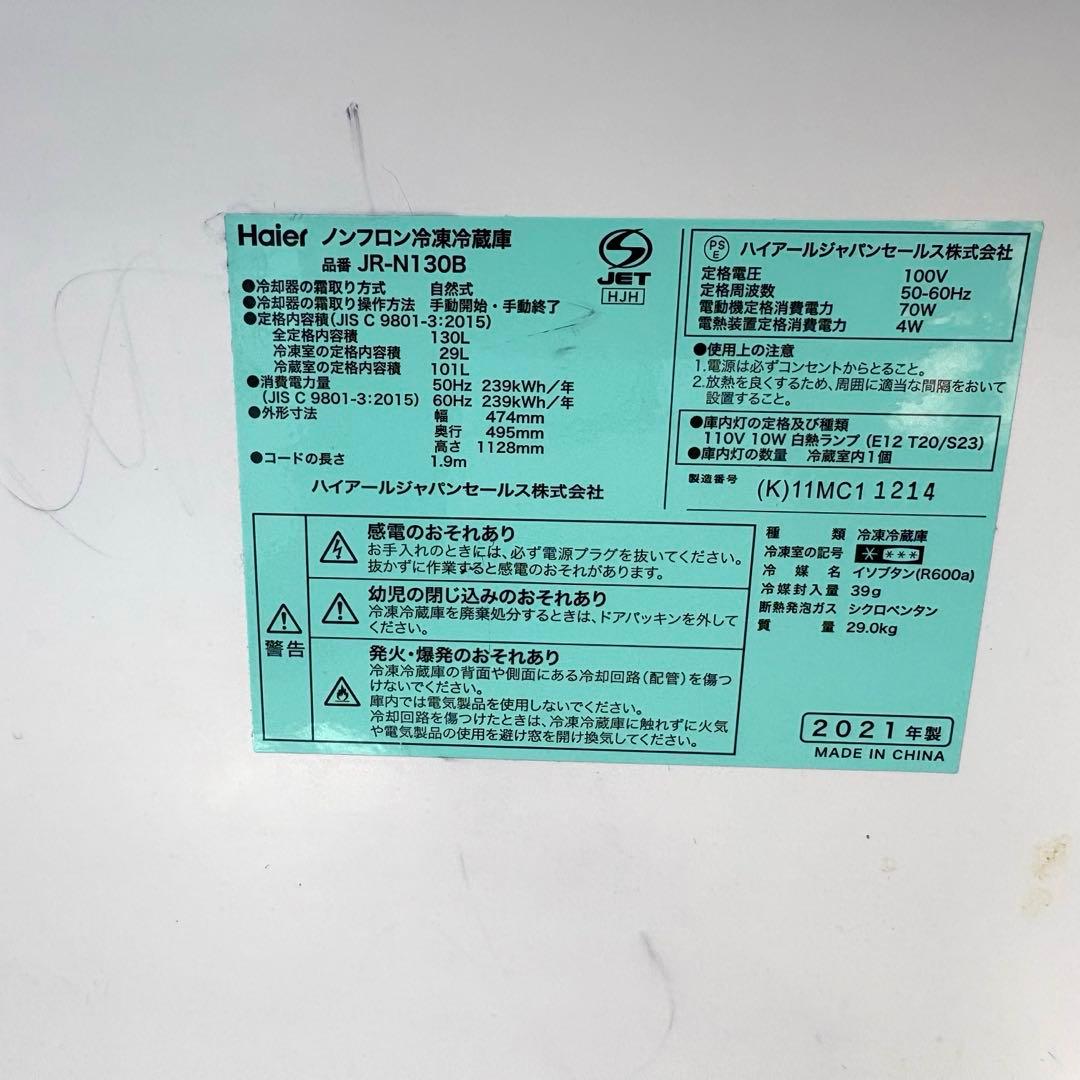 Haier ノンフロン冷凍冷蔵庫
品番 JR-N130B
●冷却器の霜取り方式 自然式
●冷却器の霜取り操作方法 手動開始・手動終了
●定格内容積(JIS C 9801-3:2015)
全定格内容積 130L
冷凍室の定格内容積 29L
冷蔵室の定格内容積 101L
●消費電力量 50Hz 239kWh/年
(JIS C 9801-3:2015) 60Hz 239kWh/年
●外形寸法 幅 474mm
奥行 495mm
高さ 1128mm
●コードの長さ 1.9m
ハイアールジャパンセールス株式会社
JET
HJH
PSE ハイアールジャパンセールス株式会社
定格電圧 100V
定格周波数 50-60Hz
電動機定格消費電力 70W
電熱装置定格消費電力 4W
●使用上の注意
1.電源は必ずコンセントからとること。
2.放熱を良くするため、周囲に適当な間隔をおいて
設置すること。
●庫内灯の定格及び種類
110V 10W 白熱ランプ (E12 T20/S23)
●庫内灯の数量 冷蔵室内1個
製造番号 (K)11MC1 1214
警告
感電のおそれあり
お手入れのときには、必ず電源プラグを抜いてください。
抜かずに作業すると感電のおそれがあります。
幼児の閉じ込めのおそれあり
冷凍冷蔵庫を廃棄処分するときは、ドアパッキンを外して
ください。
発火・爆発のおそれあり
冷凍冷蔵庫の背面や側面にある冷却回路(配管)を傷つ
けないでください。
庫内では電気製品を使用しないでください。
冷却回路を傷つけたときは、冷凍冷蔵庫に触れずに火気
や電気製品の使用を避け窓を開け換気してください。
種類 冷凍冷蔵庫
冷凍室の記号 * ***
冷媒名 イソブタン(R600a)
冷媒封入量 39g
断熱発泡ガス シクロペンタン
質量 29.0kg
2021年製
MADE IN CHINA